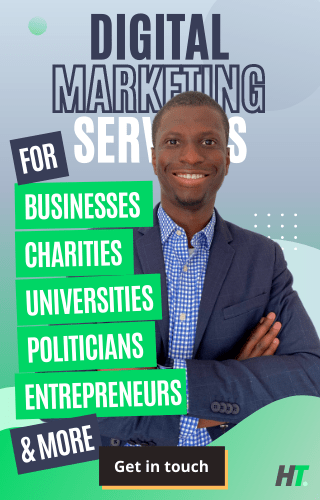 DIGITAL
MARKETING
SERVICES
FOR
BUSINESSES
CHARITIES
UNIVERSITIES
POLITICIANS
ENTREPRENEURS
& MORE
Get in touch
HT.